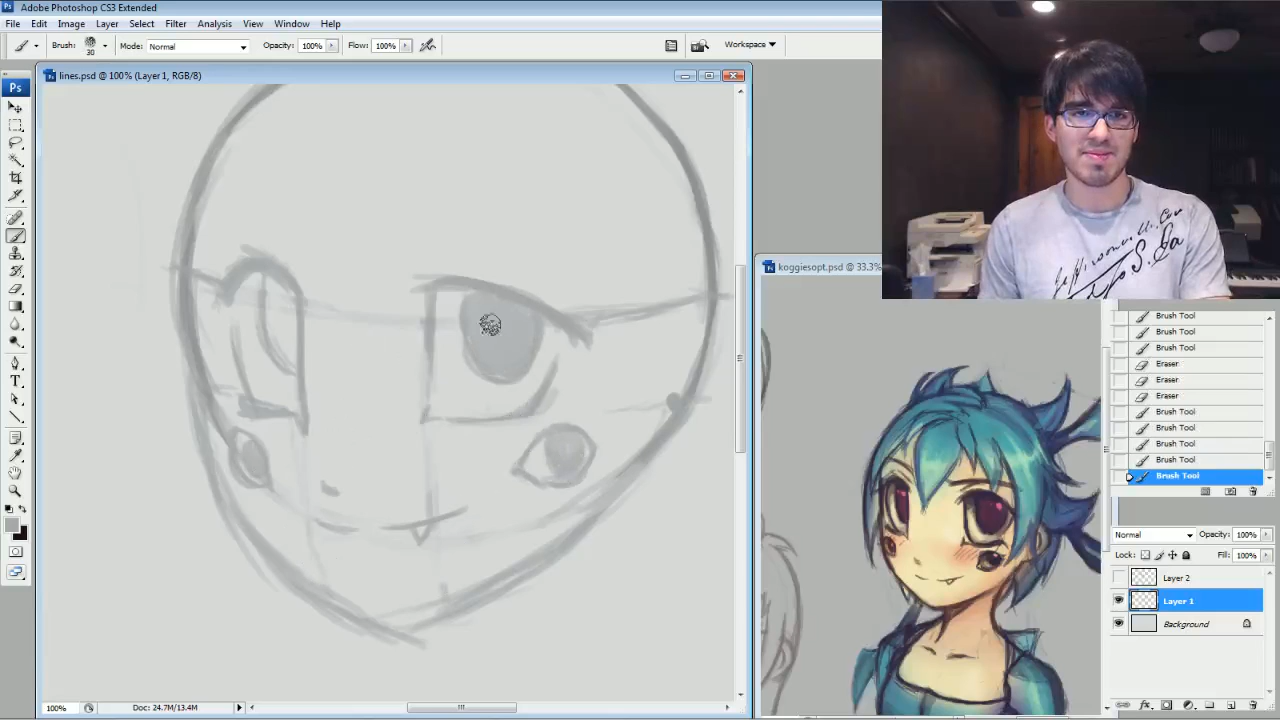 Ps Adobe Photoshop CS3 Extended
File Edit Image Layer Select Filter Analysis View Window Help
Brush: 30 Mode: Normal Opacity: 100% Flow: 100% Workspace
lines.psd @ 100% (Layer 1, RGB/8)
Ps
koggiesopt.psd @ 33.3%
Brush Tool
Brush Tool
Brush Tool
Eraser
Eraser
Eraser
Brush Tool
Brush Tool
Brush Tool
Brush Tool
Brush Tool
Normal Opacity: 100%
Lock: Fill: 100%
Layer 2
Layer 1
Background
100% Doc: 24.7M/13.4M